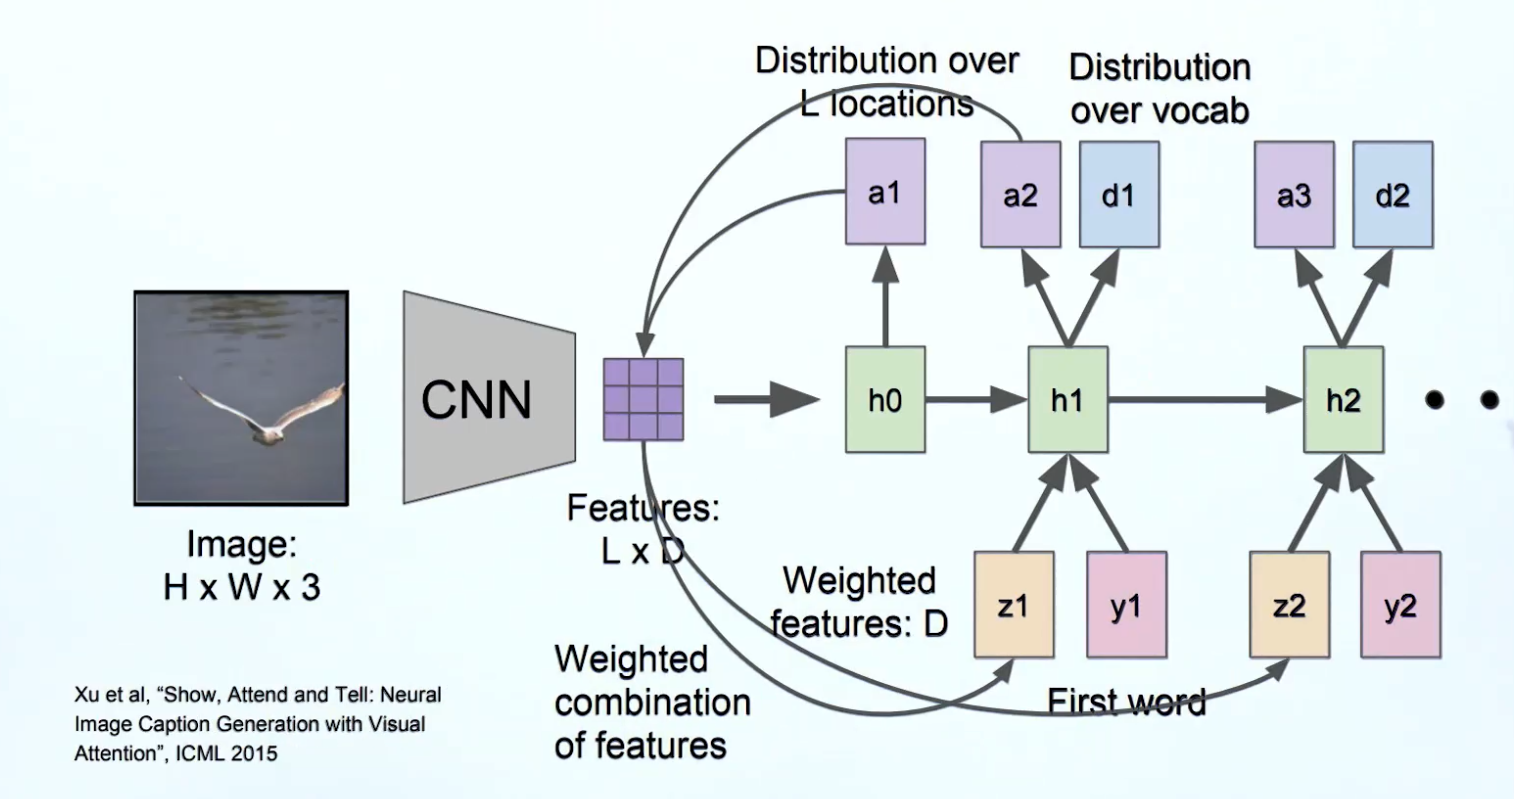 Distribution over
L locations
Distribution
over vocab
a1
a2
d1
a3
d2
CNN
h0
h1
h2
Image:
H x W x 3
Features:
L x D
Weighted
features: D
z1
y1
z2
y2
Weighted
combination
of features
First word
Xu et al, “Show, Attend and Tell: Neural
Image Caption Generation with Visual
Attention”, ICML 2015